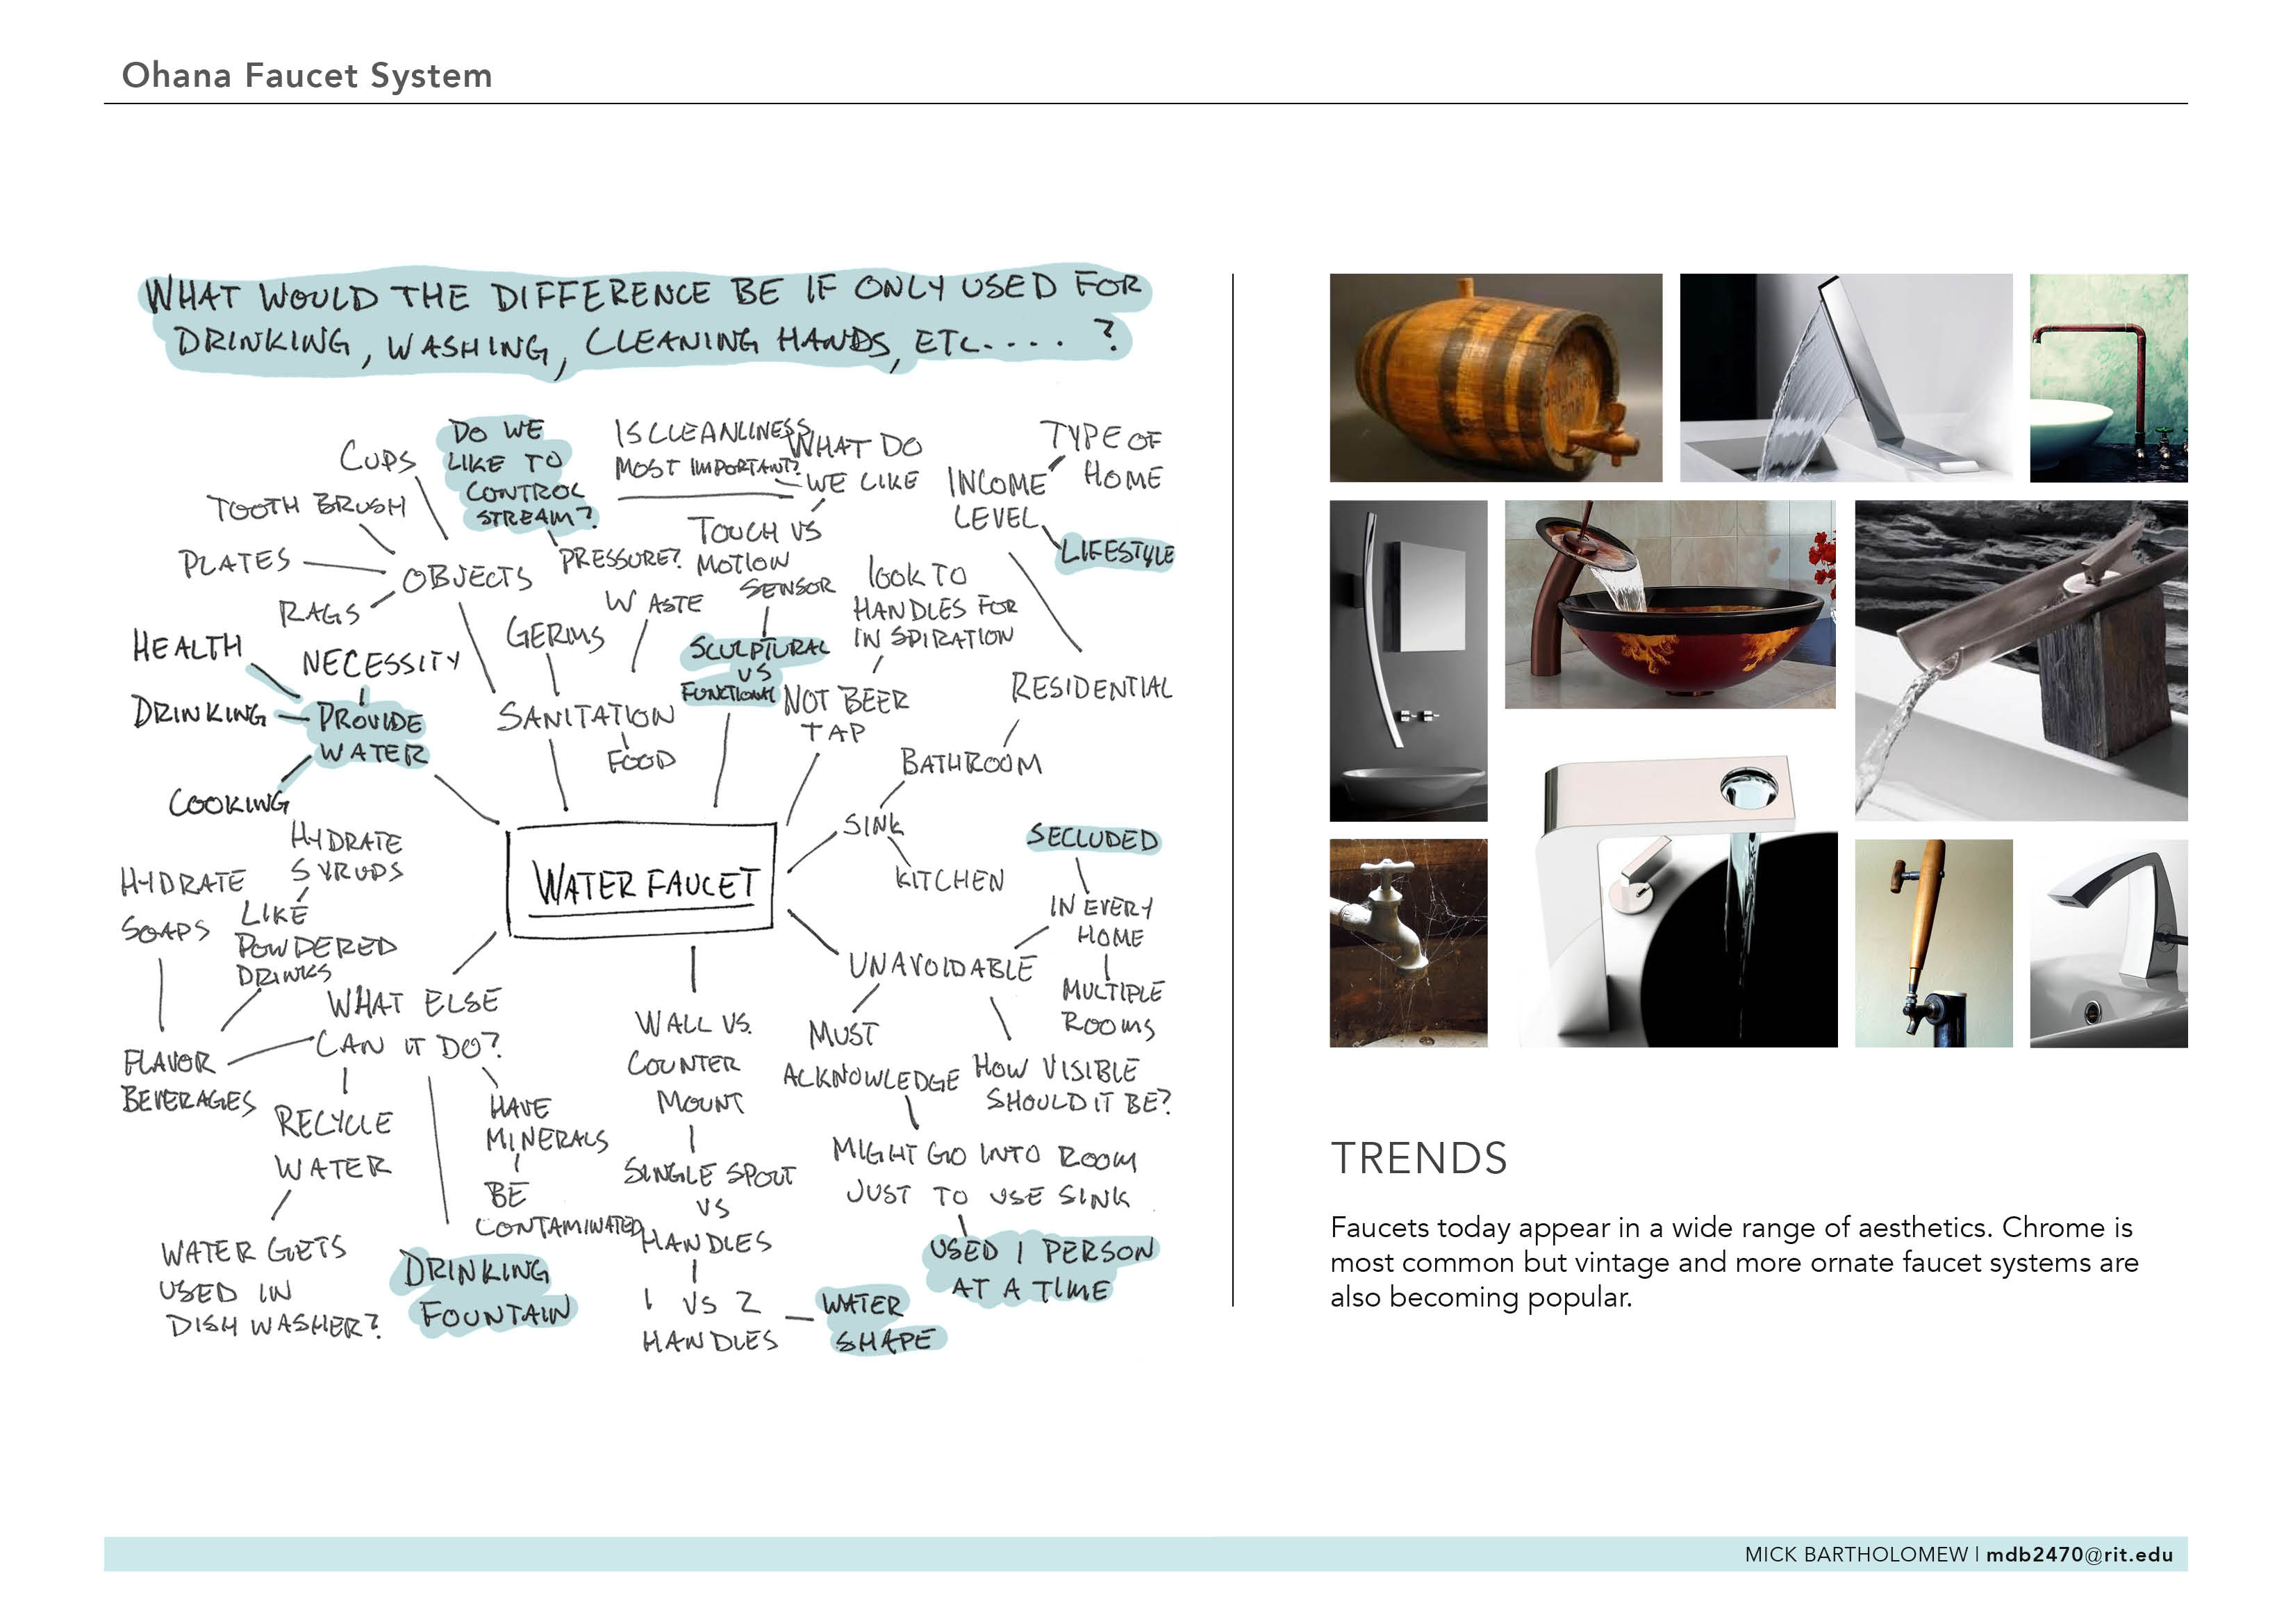 Ohana Faucet System
WHAT WOULD THE DIFFERENCE BE IF ONLY USED FOR
DRINKING, WASHING, CLEANING HANDS, ETC.... ?
CUPS
TOOTH BRUSH
PLATES
RAGS
OBJECTS
DO WE
LIKE TO
CONTROL
STREAM?
PRESSURE?
IS CLEANLINESS
MOST IMPORTANT?
WHAT DO
WE LIKE
TOUCH VS
MOTION
SENSOR
INCOME
LEVEL
TYPE OF
HOME
LIFESTYLE
WASTE
GERMS
SANITATION
FOOD
SCULPTURAL
VS
FUNCTIONAL
LOOK TO
HANDLES FOR
INSPIRATION
NOT BEER
TAP
RESIDENTIAL
BATHROOM
SINK
KITCHEN
HEALTH
NECESSITY
DRINKING
PROVIDE
WATER
COOKING
WATER FAUCET
HYDRATE
SYRUPS
LIKE
POWDERED
DRINKS
HYDRATE
SOAPS
FLAVOR
BEVERAGES
WHAT ELSE
CAN IT DO?
RECYCLE
WATER
WATER GETS
USED IN
DISH WASHER?
HAVE
MINERALS
BE
CONTAMINATED
DRINKING
FOUNTAIN
WALL VS.
COUNTER
MOUNT
SINGLE SPOUT
VS
HANDLES
1 VS 2
HANDLES
WATER
SHAPE
SECLUDED
IN EVERY
HOME
MULTIPLE
ROOMS
UNAVOIDABLE
MUST
ACKNOWLEDGE
HOW VISIBLE
SHOULD IT BE?
MIGHT GO INTO ROOM
JUST TO USE SINK
USED 1 PERSON
AT A TIME
TRENDS
Faucets today appear in a wide range of aesthetics. Chrome is
most common but vintage and more ornate faucet systems are
also becoming popular.
MICK BARTHOLOMEW | mdb2470@rit.edu